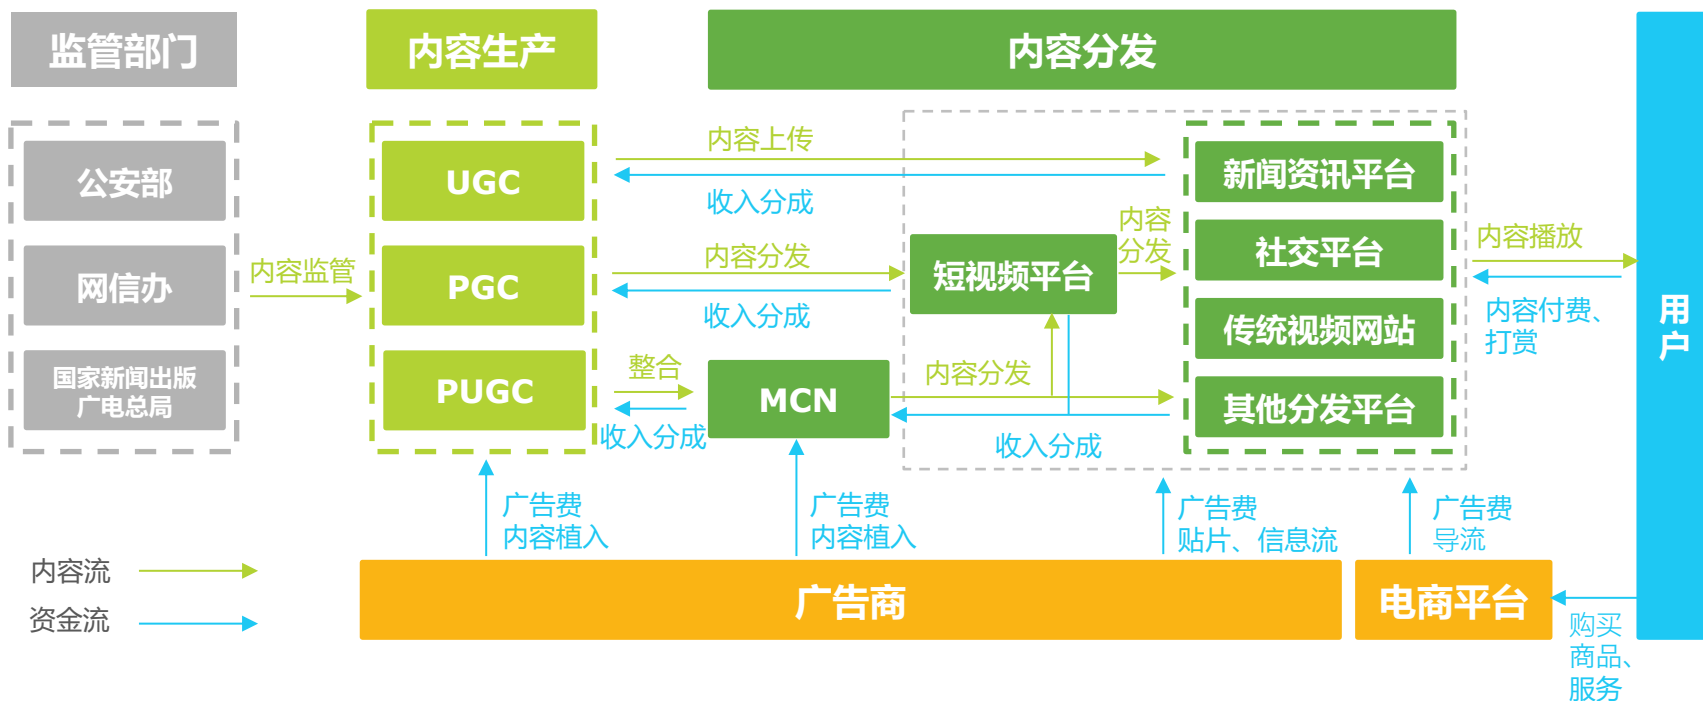 监管部门
内容生产
内容分发
公安部
网信办
国家新闻出版
广电总局
内容监管
UGC
PGC
PUGC
内容上传
收入分成
内容分发
收入分成
整合
收入分成
MCN
短视频平台
内容
分发
内容分发
收入分成
新闻资讯平台
社交平台
传统视频网站
其他分发平台
内容播放
内容付费、
打赏
用户
广告费
内容植入
广告费
内容植入
广告费
贴片、信息流
广告费
导流
内容流
资金流
广告商
电商平台
购买
商品、
服务